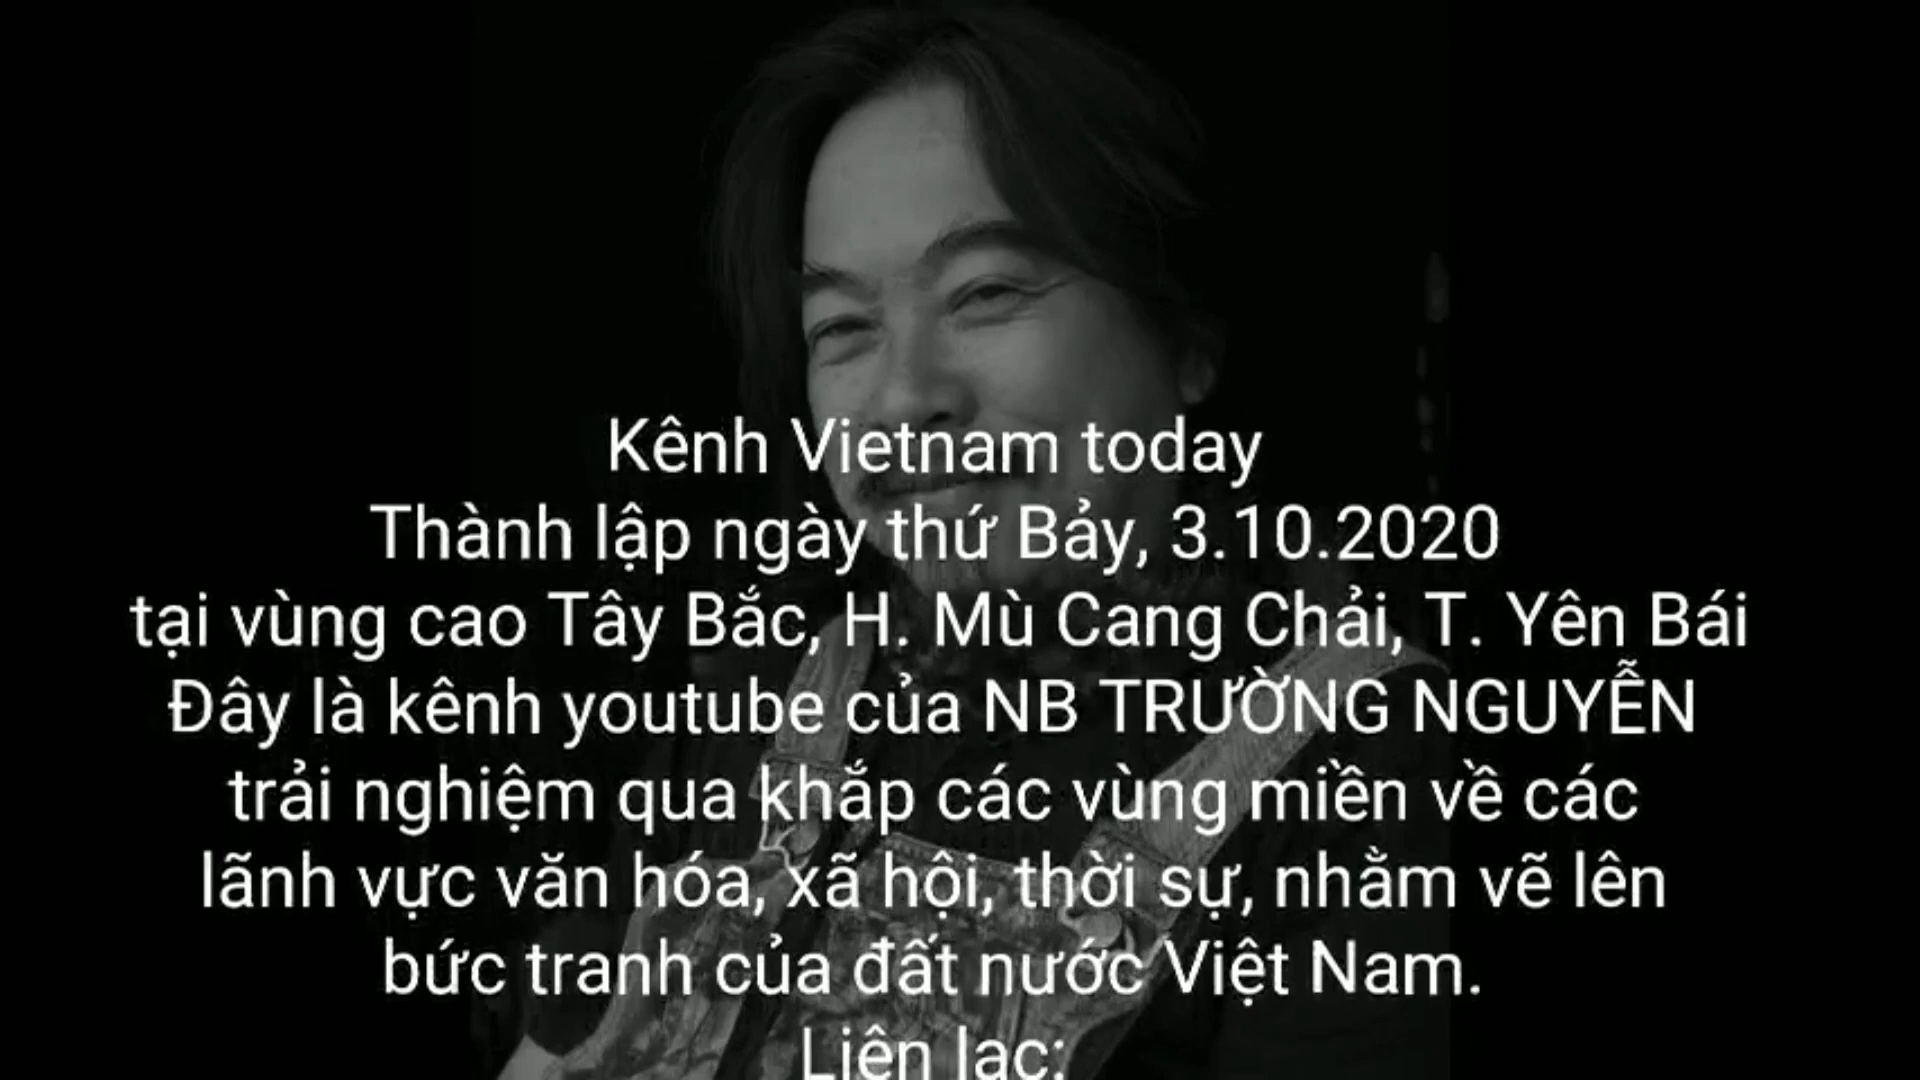 Kênh Vietnam today
Thành lập ngày thứ Bảy, 3.10.2020
tại vùng cao Tây Bắc, H. Mù Cang Chải, T. Yên Bái
Đây là kênh youtube của NB TRƯỜNG NGUYỄN
trải nghiệm qua khắp các vùng miền về các
lãnh vực văn hóa, xã hội, thời sự, nhằm vẽ lên
bức tranh của đất nước Việt Nam.
Liên lạc: